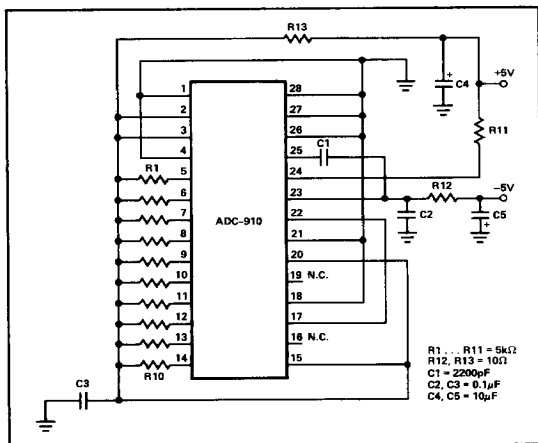 R13
+5V
C4
+
R11
1
28
2
27
3
26
4
25
C1
R1
5
24
6
23
R12
-5V
7
22
C2
C5
+
ADC-910
8
21
9
20
10
19 N.C.
11
18
12
17
13
16 N.C.
R10
14
15
C3
R1 . . . R11 = 5kΩ
R12, R13 = 10Ω
C1 = 2200pF
C2, C3 = 0.1μF
C4, C5 = 10μF